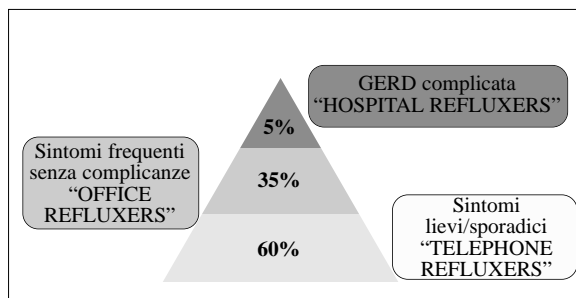 GERD complicata
“HOSPITAL REFLUXERS”
5%
Sintomi frequenti
senza complicanze
“OFFICE
REFLUXERS”
35%
Sintomi
lievi/sporadici
“TELEPHONE
REFLUXERS”
60%